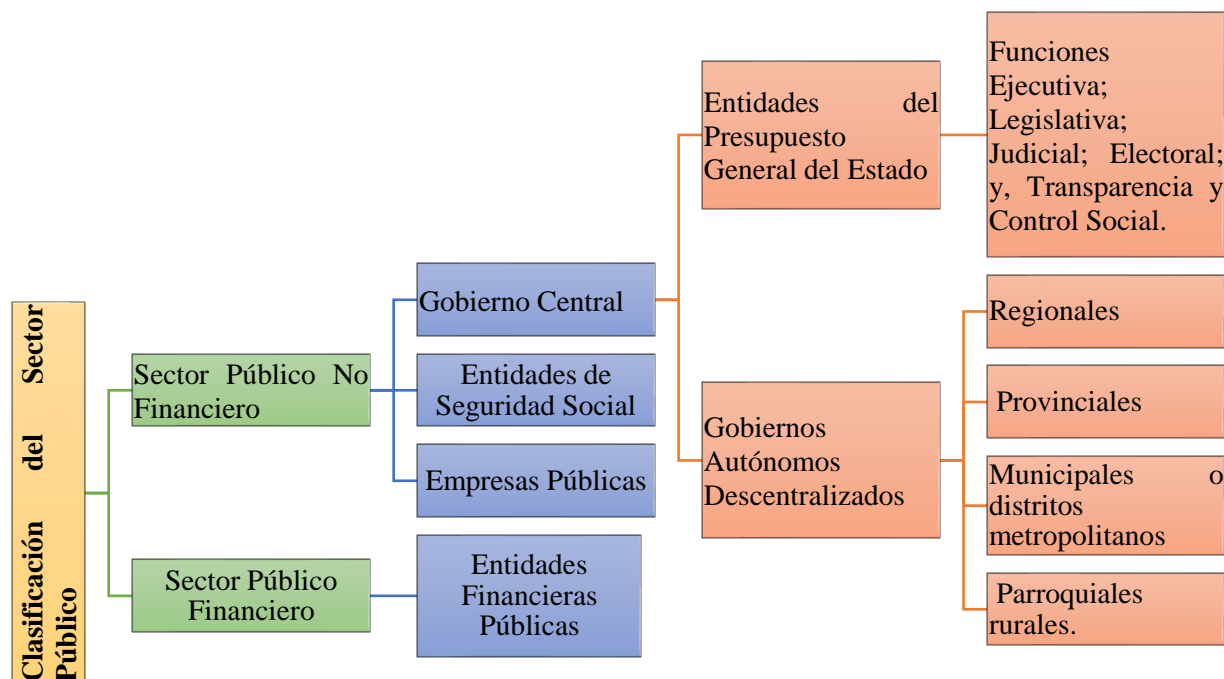 Clasificación del Sector
Público
Sector Público No
Financiero
Sector Público
Financiero
Gobierno Central
Entidades de
Seguridad Social
Empresas Públicas
Entidades
Financieras
Públicas
Entidades del
Presupuesto
General del Estado
Gobiernos
Autónomos
Descentralizados
Funciones
Ejecutiva;
Legislativa;
Judicial; Electoral;
y, Transparencia y
Control Social.
Regionales
Provinciales
Municipales o
distritos
metropolitanos
Parroquiales
rurales.